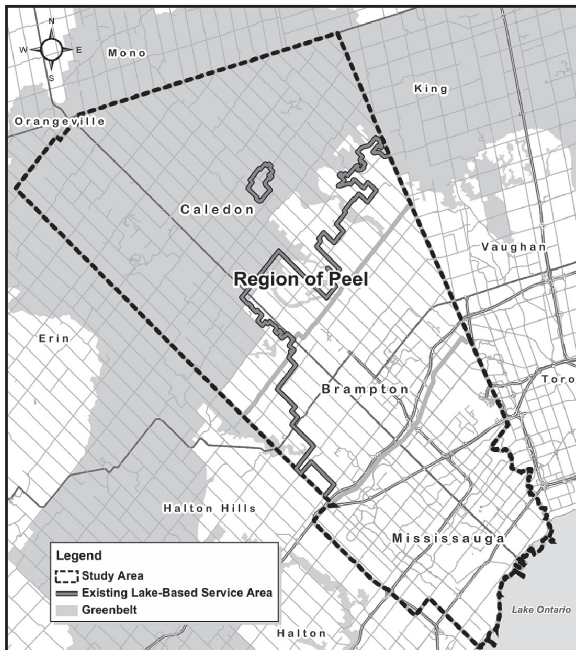 N
W E
S
Mono
King
Orangeville
Caledon
Vaughan
Region of Peel
Erin
Brampton
Toro
Halton Hills
Mississauga
Legend
Study Area
Existing Lake-Based Service Area
Greenbelt
Lake Ontario
Halton